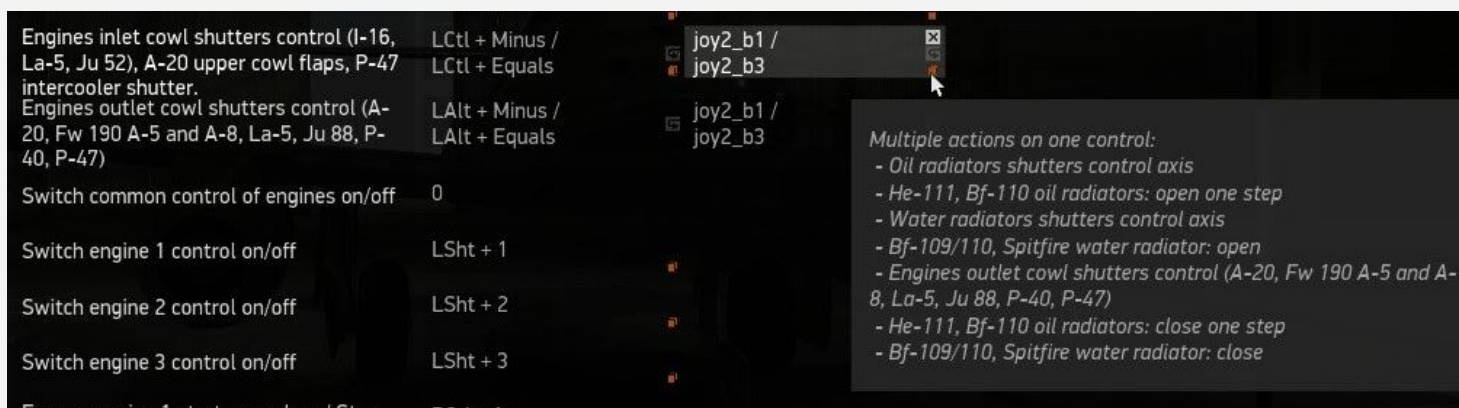 Engines inlet cowl shutters control (I-16,
La-5, Ju 52), A-20 upper cowl flaps, P-47
intercooler shutter.
LCtl + Minus /
LCtl + Equals
joy2_b1 /
joy2_b3
Engines outlet cowl shutters control (A-
20, Fw 190 A-5 and A-8, La-5, Ju 88, P-
40, P-47)
LAlt + Minus /
LAlt + Equals
joy2_b1 /
joy2_b3
Switch common control of engines on/off
0
Switch engine 1 control on/off
LSht + 1
Switch engine 2 control on/off
LSht + 2
Switch engine 3 control on/off
LSht + 3
Multiple actions on one control:
- Oil radiators shutters control axis
- He-111, Bf-110 oil radiators: open one step
- Water radiators shutters control axis
- Bf-109/110, Spitfire water radiator: open
- Engines outlet cowl shutters control (A-20, Fw 190 A-5 and A-
8, La-5, Ju 88, P-40, P-47)
- He-111, Bf-110 oil radiators: close one step
- Bf-109/110, Spitfire water radiator: close